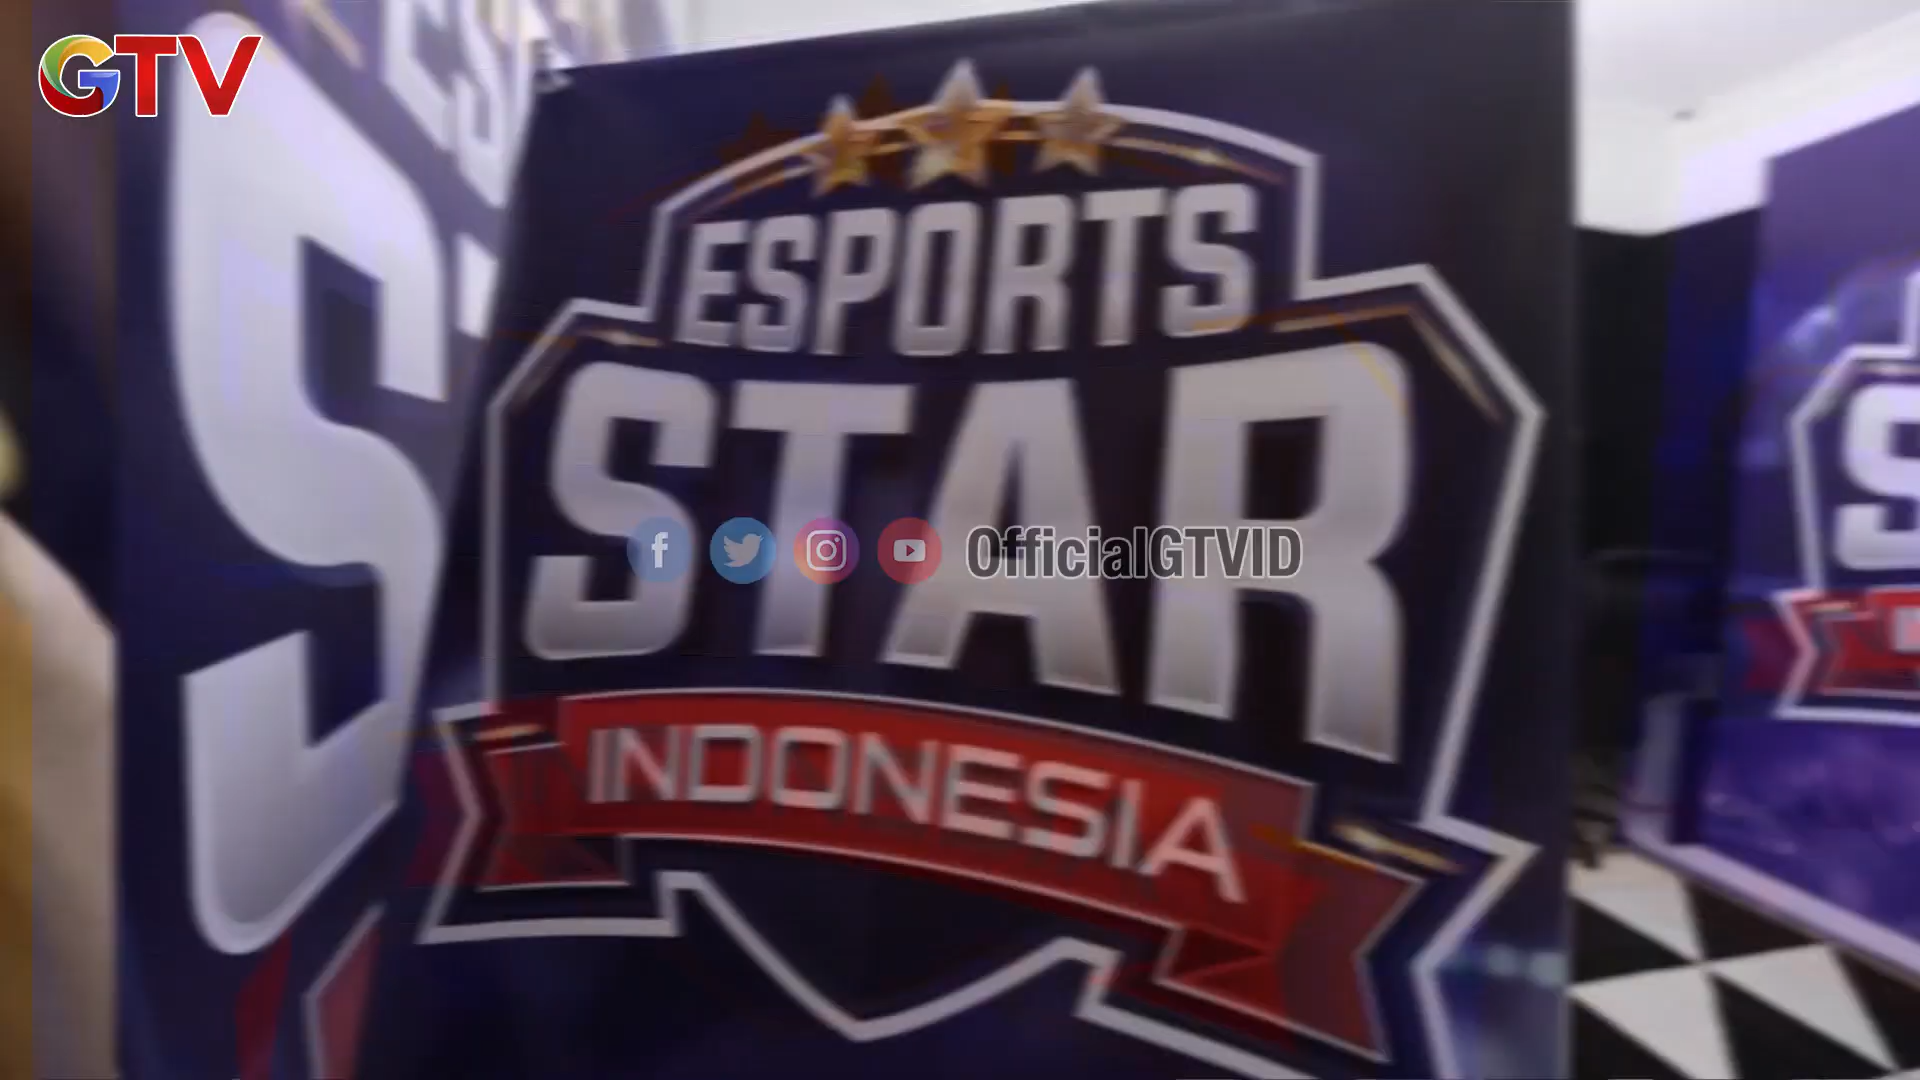 GTV
ESPORTS
STAR
INDONESIA
OfficialGTVID
S
S